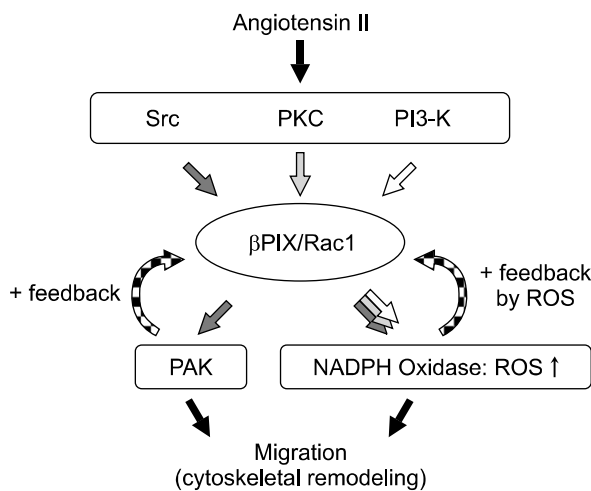 Angiotensin II
Src PKC PI3-K
βPIX/Rac1
+ feedback
+ feedback
by ROS
PAK
NADPH Oxidase: ROS ↑
Migration
(cytoskeletal remodeling)